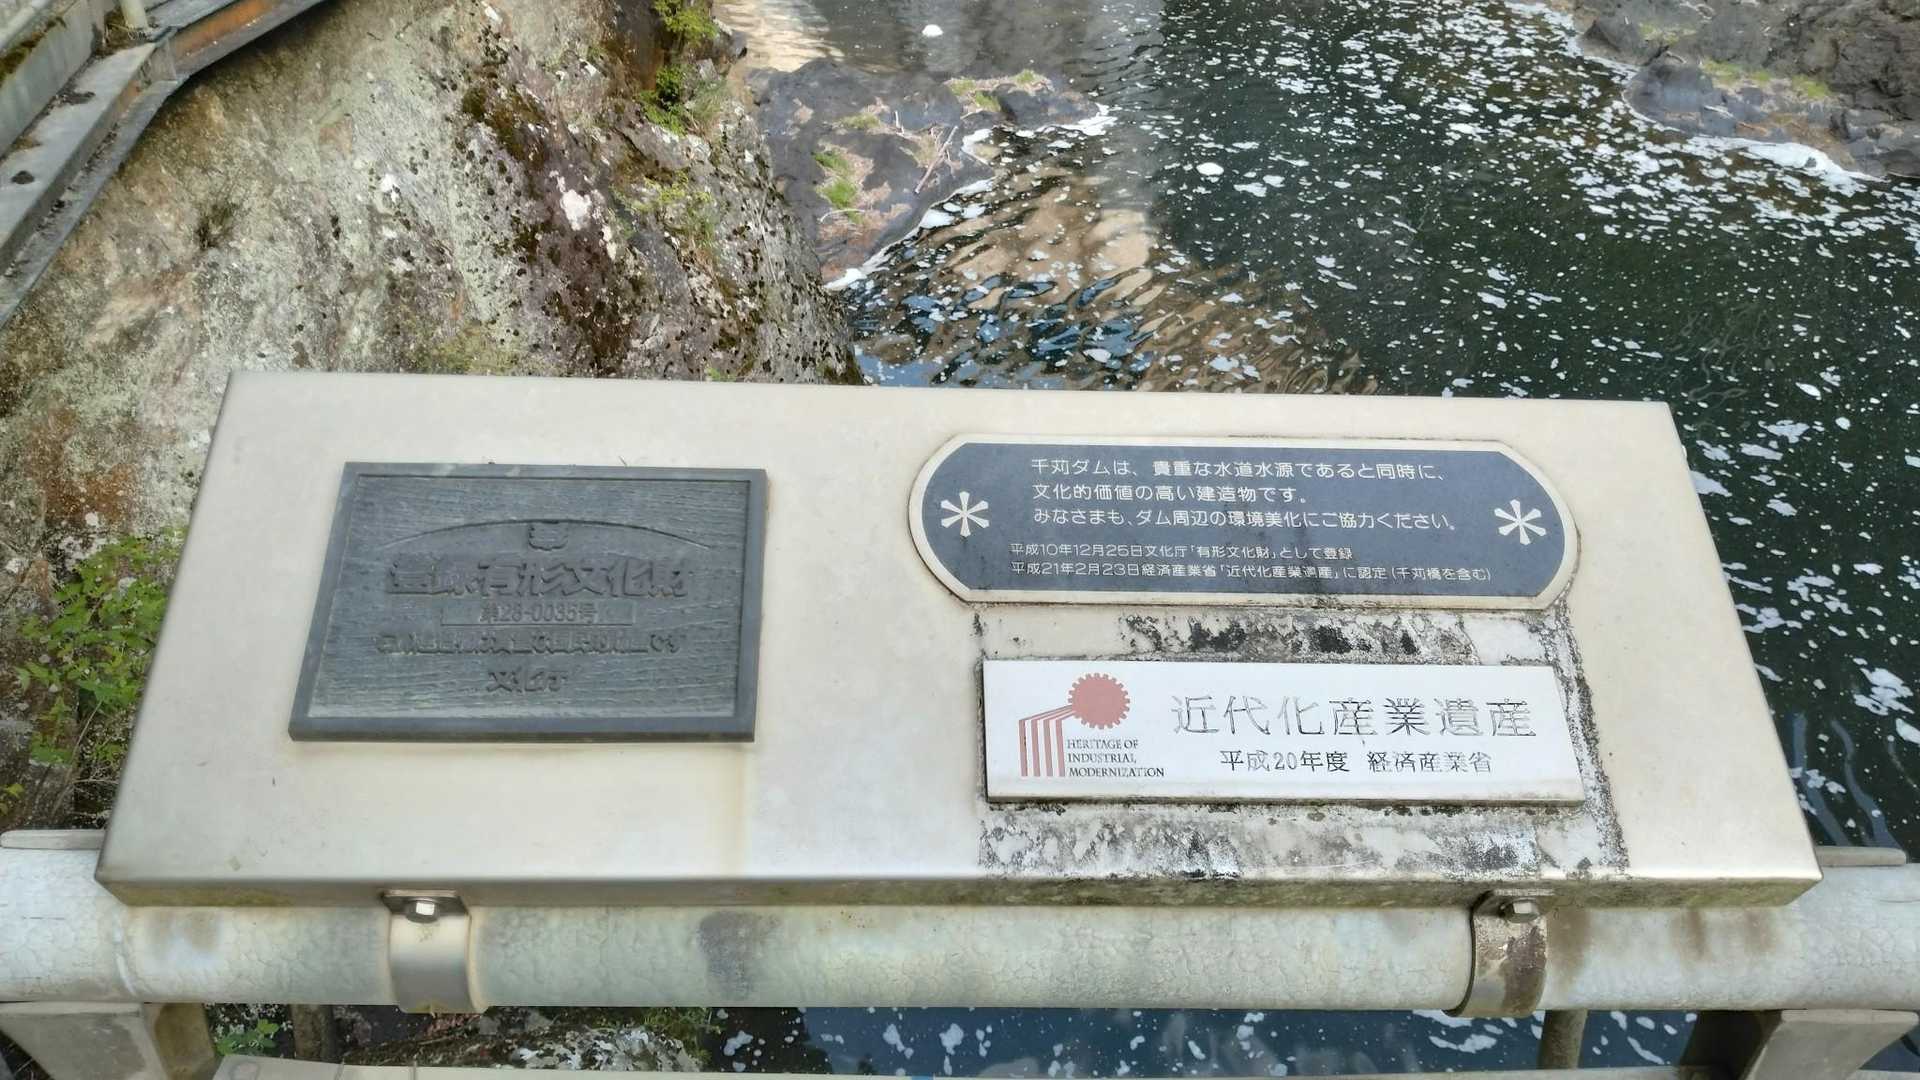 登録有形文化財
第28-0035号
文化庁
千苅ダムは、貴重な水道水源であると同時に、
文化的価値の高い建造物です。
みなさまも、ダム周辺の環境美化にご協力ください。
平成10年12月25日文化庁「有形文化財」として登録
平成21年2月23日経済産業省「近代化産業遺産」に認定(千苅橋を含む)
HERITAGE OF
INDUSTRIAL
MODERNIZATION
近代化産業遺産
平成20年度 経済産業省